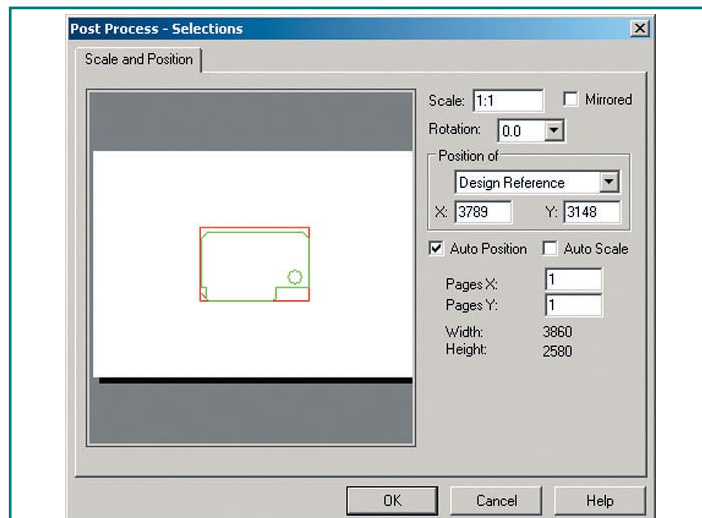 Post Process - Selections
Scale and Position
Scale: 1:1 Mirrored
Rotation: 0.0
Position of
Design Reference
X: 3789 Y: 3148
Auto Position Auto Scale
Pages X: 1
Pages Y: 1
Width: 3860
Height: 2580
OK Cancel Help